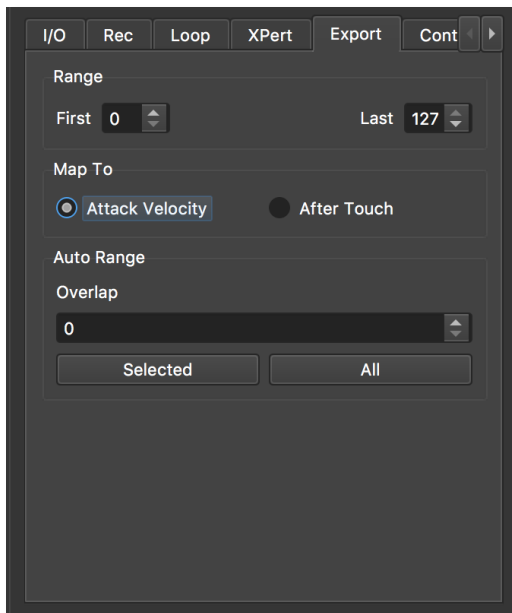 I/O Rec Loop XPert Export Cont
Range
First 0 Last 127
Map To
Attack Velocity After Touch
Auto Range
Overlap
0
Selected All